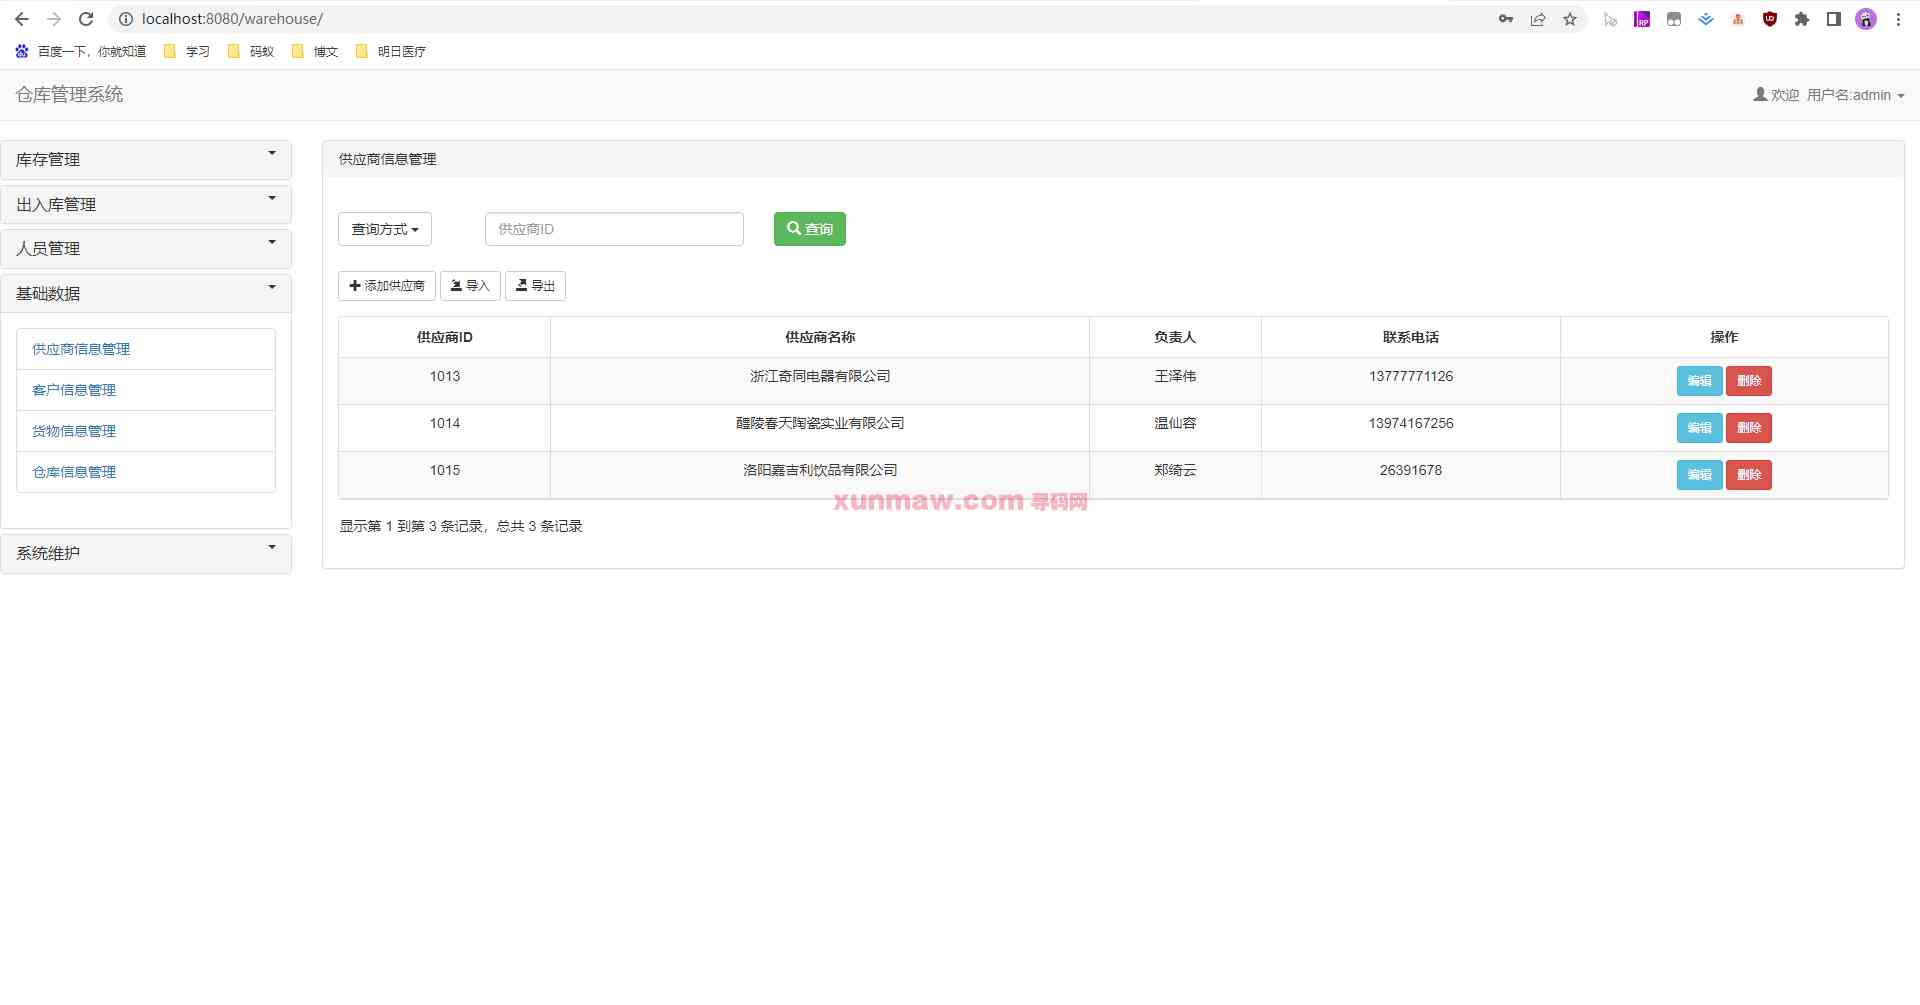 localhost:8080/warehouse/
百度一下，你就知道 学习 码蚁 博文 明日医疗
仓库管理系统
欢迎 用户名:admin
库存管理
出入库管理
人员管理
基础数据
供应商信息管理
客户信息管理
货物信息管理
仓库信息管理
系统维护
供应商信息管理
查询方式 供应商ID 查询
添加供应商 导入 导出
供应商ID 供应商名称 负责人 联系电话 操作
1013 浙江奇同电器有限公司 王泽伟 13777771126 编辑 删除
1014 醴陵春天陶瓷实业有限公司 温仙容 13974167256 编辑 删除
1015 洛阳嘉吉利饮品有限公司 郑绮云 26391678 编辑 删除
xunmaw.com 寻码网
显示第 1 到第 3 条记录，总共 3 条记录